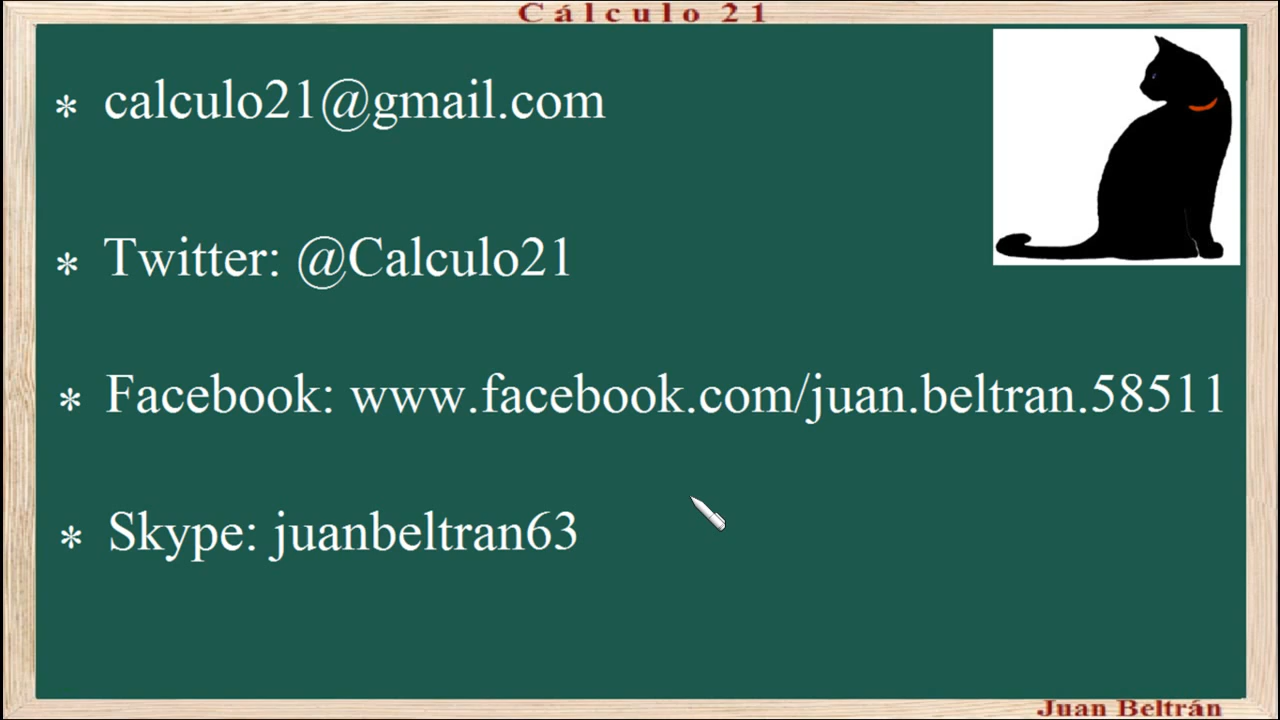 Cálculo 21
* calculo21@gmail.com
* Twitter: @Calculo21
* Facebook: www.facebook.com/juan.beltran.58511
* Skype: juanbeltran63
Juan Beltrán